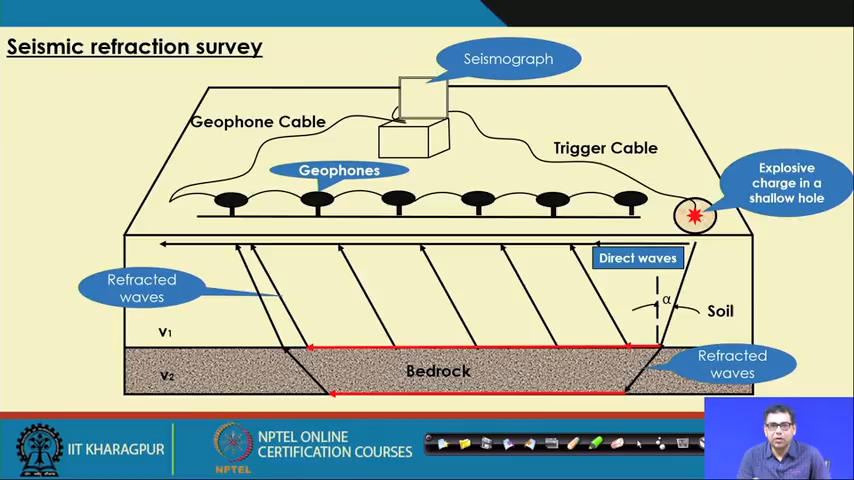 Seismic refraction survey
Seismograph
Geophone Cable
Trigger Cable
Geophones
Explosive
charge in a
shallow hole
Direct waves
Refracted
waves
α
Soil
v1
Refracted
waves
v2
Bedrock
IIT KHARAGPUR
NPTEL
NPTEL ONLINE
CERTIFICATION COURSES